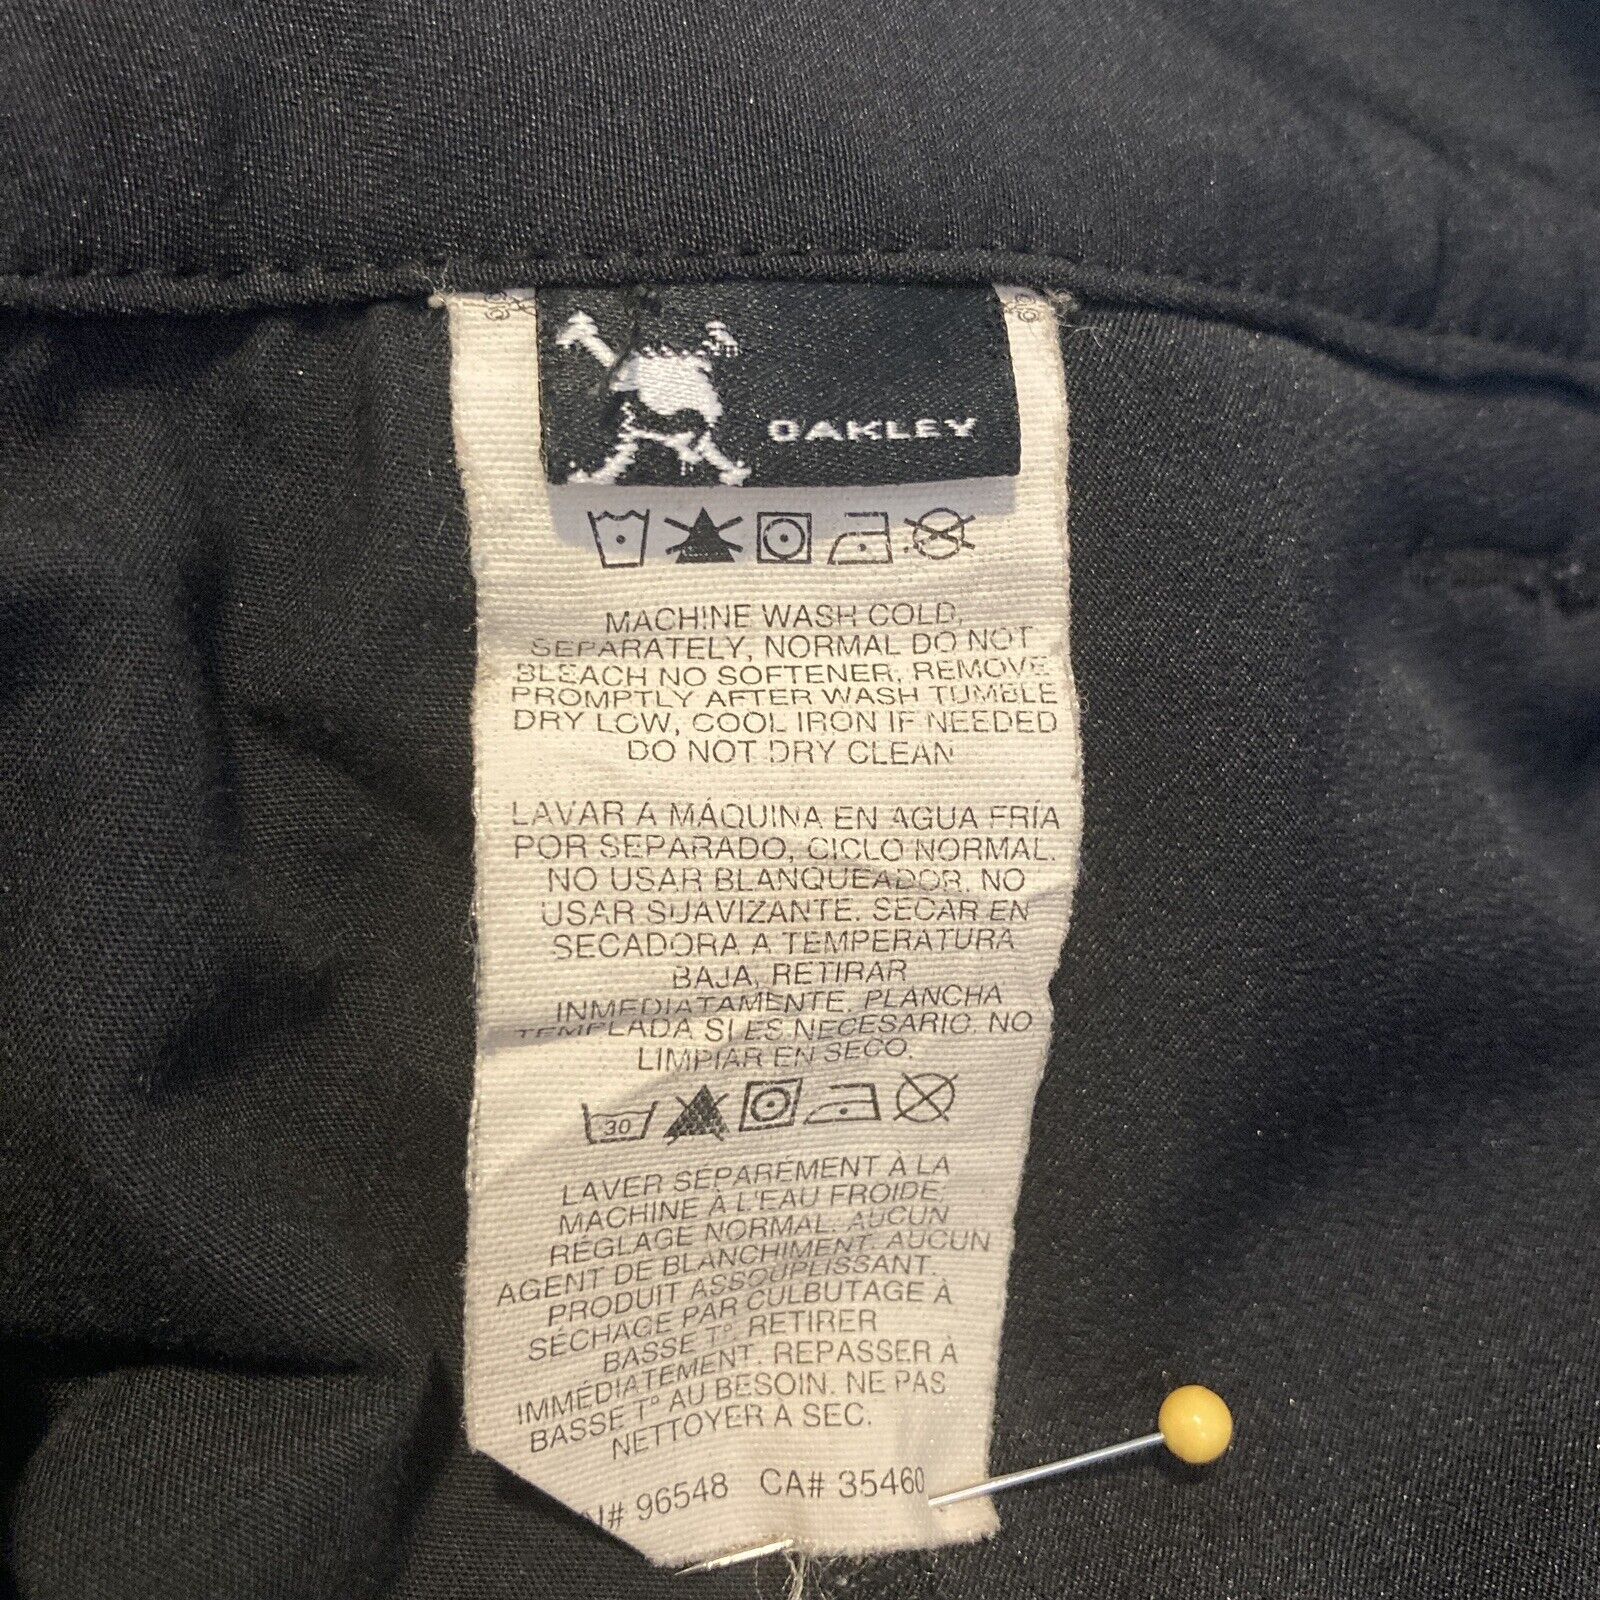 OAKLEY
MACHINE WASH COLD,
SEPARATELY, NORMAL DO NOT
BLEACH NO SOFTENER, REMOVE
PROMPTLY AFTER WASH TUMBLE
DRY LOW, COOL IRON IF NEEDED
DO NOT DRY CLEAN
LAVAR A MÁQUINA EN AGUA FRÍA
POR SEPARADO, CICLO NORMAL.
NO USAR BLANQUEADOR. NO
USAR SUAVIZANTE. SECAR EN
SECADORA A TEMPERATURA
BAJA, RETIRAR
INMEDIATAMENTE. PLANCHA
TEMPLADA SI ES NECESARIO. NO
LIMPIAR EN SECO.
30
LAVER SÉPARÉMENT À LA
MACHINE À L'EAU FROIDE,
RÉGLAGE NORMAL. AUCUN
AGENT DE BLANCHIMENT. AUCUN
PRODUIT ASSOUPLISSANT.
SÉCHAGE PAR CULBUTAGE À
BASSE T° RETIRER
IMMÉDIATEMENT. REPASSER À
BASSE T° AU BESOIN. NE PAS
NETTOYER A SEC.
# 96548 CA# 35460